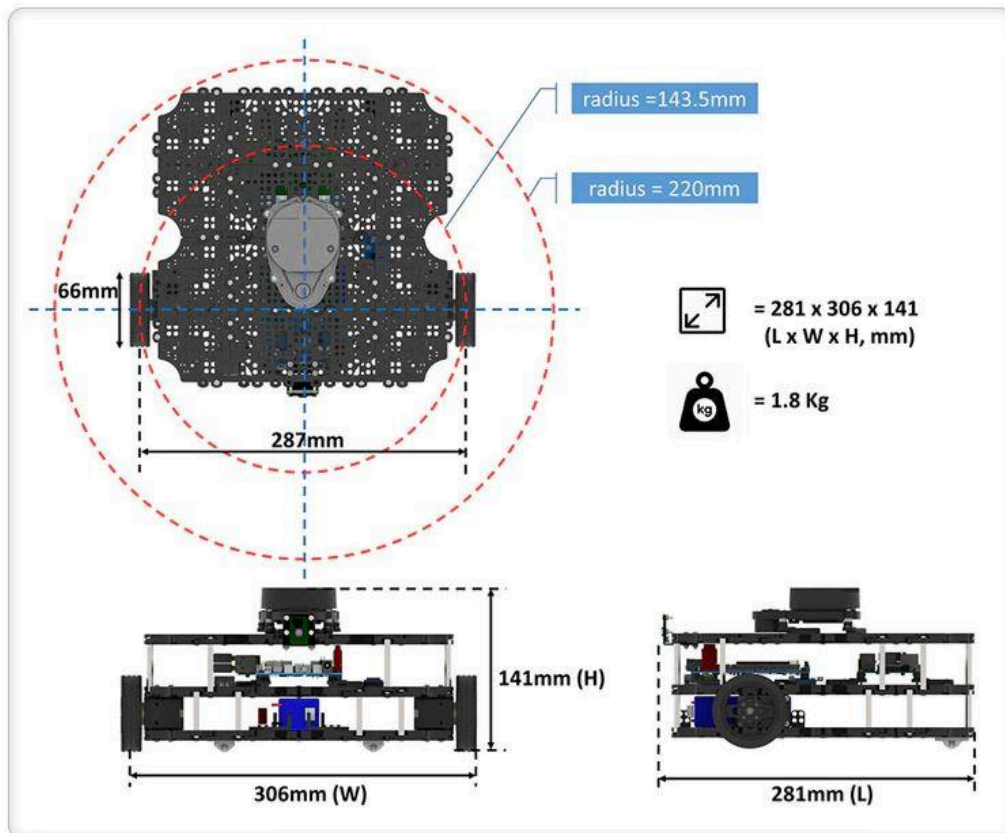 radius =143.5mm
radius = 220mm
66mm
= 281 x 306 x 141
(L x W x H, mm)
kg
= 1.8 Kg
287mm
141mm (H)
306mm (W)
281mm (L)